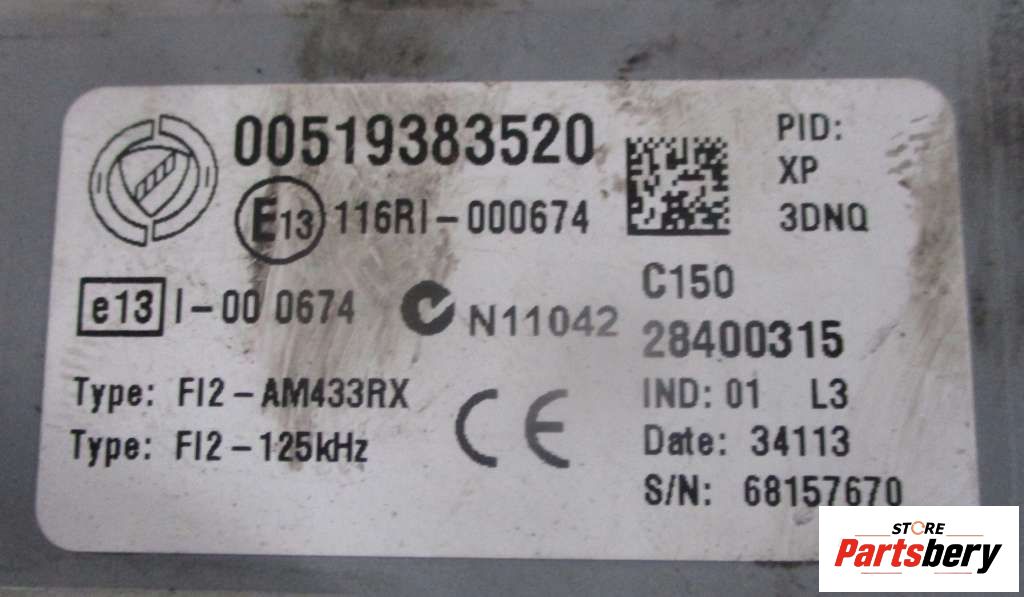 00519383520
E13 116RI-000674
e13 I-00 0674
N11042
Type: FI2-AM433RX
Type: FI2-125kHz
CE
PID:
XP
3DNQ
C150
28400315
IND: 01 L3
Date: 34113
S/N: 68157670
STORE
Partsbery